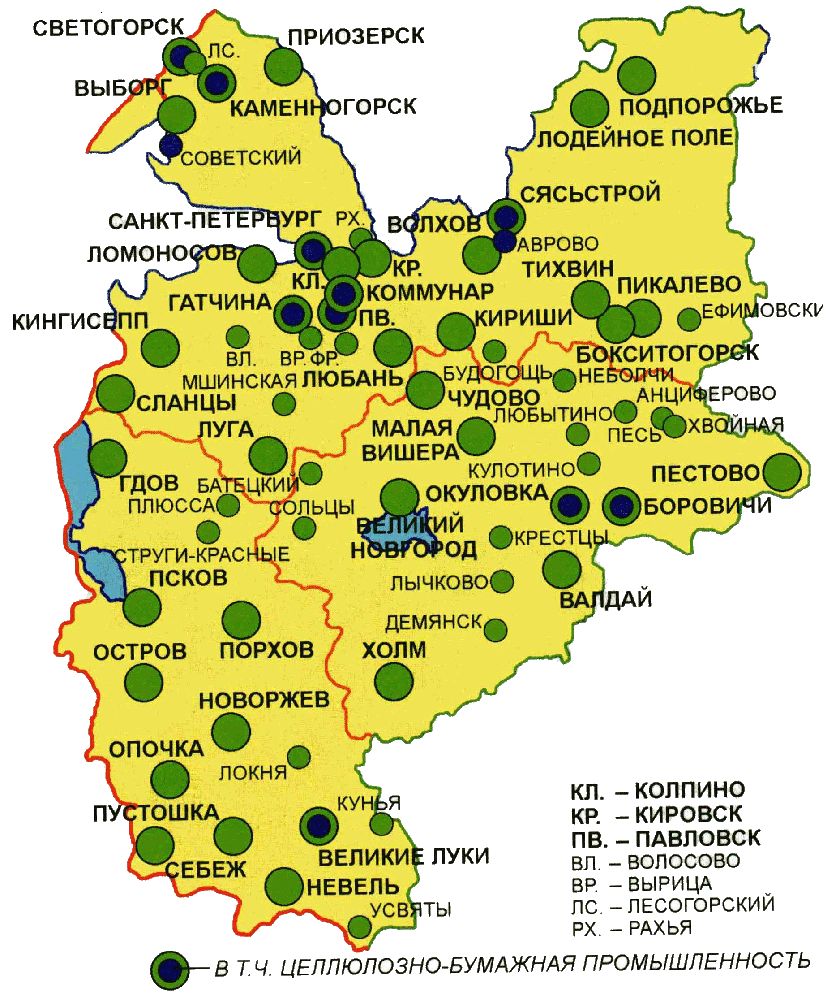 СВЕТОГОРСК
ПРИОЗЕРСК
ЛС.
ВЫБОРГ
КАМЕННОГОРСК
ПОДПОРОЖЬЕ
ЛОДЕЙНОЕ ПОЛЕ
СОВЕТСКИЙ
СЯСЬСТРОЙ
САНКТ-ПЕТЕРБУРГ
РХ.
ВОЛХОВ
АВРОВО
ЛОМОНОСОВ
КР.
ТИХВИН
КЛ.
КОММУНАР
ПИКАЛЕВО
ГАТЧИНА
ЕФИМОВСКИ
КИНГИСЕПП
ПВ.
КИРИШИ
ВЛ.
ВР.
ФР.
БОКСИТОГОРСК
МШИНСКАЯ
ЛЮБАНЬ
БУДОГОЩЬ
НЕБОЛЧИ
СЛАНЦЫ
ЧУДОВО
АНЦИФЕРОВО
ЛЮБЫТИНО
ЛУГА
МАЛАЯ
ВИШЕРА
ПЕСЬ
ХВОЙНАЯ
КУЛОТИНО
ПЕСТОВО
ГДОВ
БАТЕЦКИЙ
ОКУЛОВКА
ПЛЮССА
СОЛЬЦЫ
БОРОВИЧИ
ВЕЛИКИЙ
НОВГОРОД
КРЕСТЦЫ
СТРУГИ-КРАСНЫЕ
ПСКОВ
ЛЫЧКОВО
ВАЛДАЙ
ДЕМЯНСК
ОСТРОВ
ПОРХОВ
ХОЛМ
НОВОРЖЕВ
ОПОЧКА
ЛОКНЯ
КУНЬЯ
ПУСТОШКА
ВЕЛИКИЕ ЛУКИ
СЕБЕЖ
НЕВЕЛЬ
УСВЯТЫ
КЛ. – КОЛПИНО
КР. – КИРОВСК
ПВ. – ПАВЛОВСК
ВЛ. – ВОЛОСОВО
ВР. – ВЫРИЦА
ЛС. – ЛЕСОГОРСКИЙ
РХ. – РАХЬЯ
В Т.Ч. ЦЕЛЛЮЛОЗНО-БУМАЖНАЯ ПРОМЫШЛЕННОСТЬ